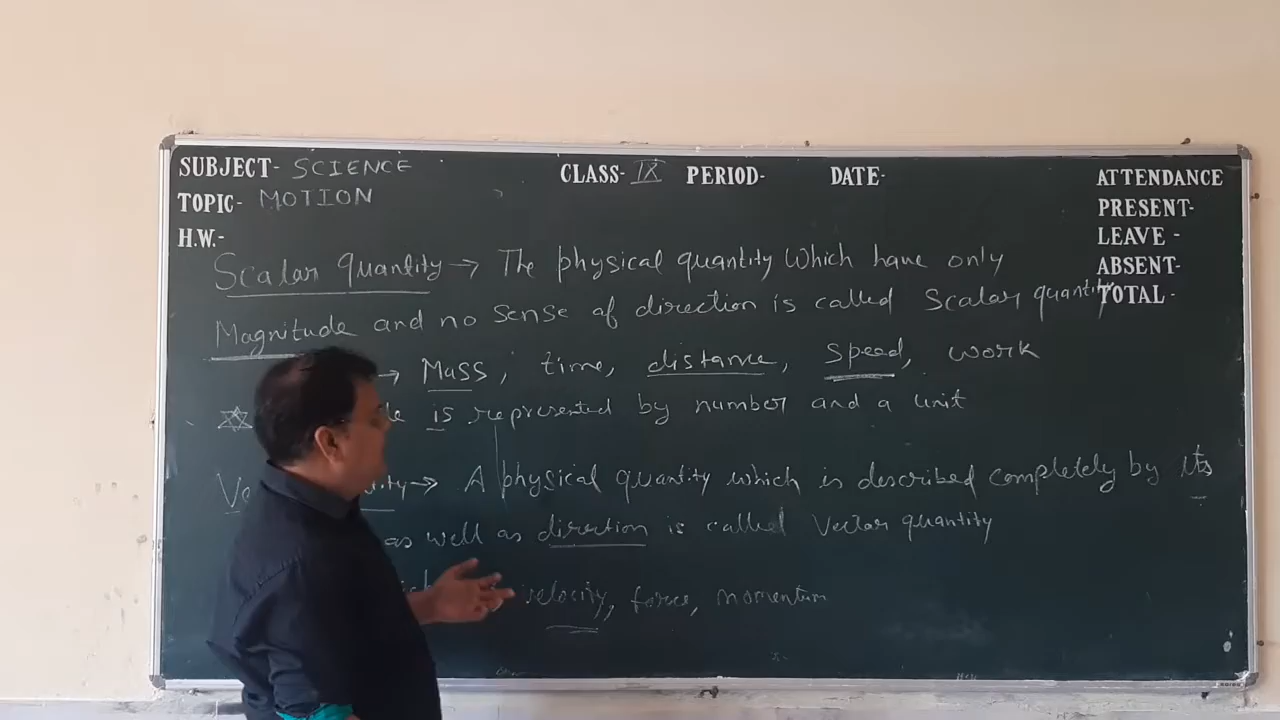 SUBJECT- SCIENCE CLASS- IX PERIOD- DATE- ATTENDANCE
TOPIC- MOTION PRESENT-
H.W.- LEAVE -
ABSENT-
TOTAL -
Scalar quantity → The physical quantity which have only
Magnitude and no sense of direction is called Scalar quantity
→ Mass, time, distance, Speed, work
is represented by number and a unit
→ A physical quantity which is described completely by its
as well as direction is called Vector quantity
velocity, force, momentum